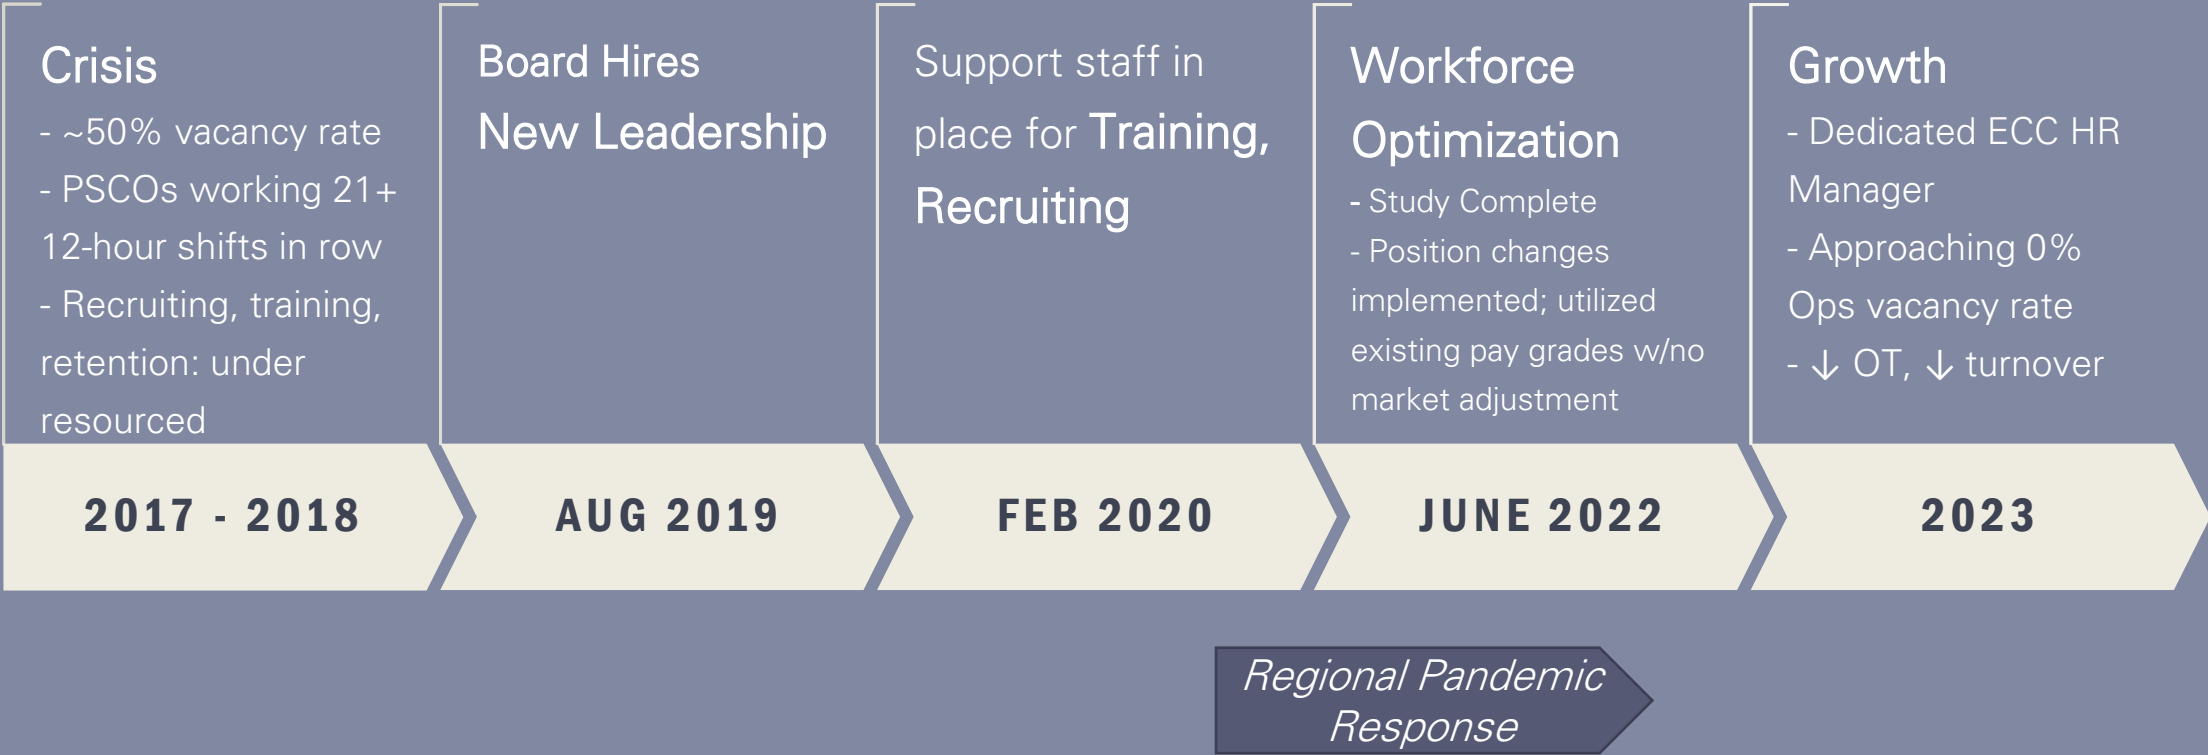 Crisis
- ~50% vacancy rate
- PSCOs working 21+
12-hour shifts in row
- Recruiting, training,
retention: under
resourced
Board Hires
New Leadership
Support staff in
place for Training,
Recruiting
Workforce
Optimization
- Study Complete
- Position changes
implemented; utilized
existing pay grades w/no
market adjustment
Growth
- Dedicated ECC HR
Manager
- Approaching 0%
Ops vacancy rate
- ↓ OT, ↓ turnover
2017 - 2018
AUG 2019
FEB 2020
JUNE 2022
2023
Regional Pandemic
Response